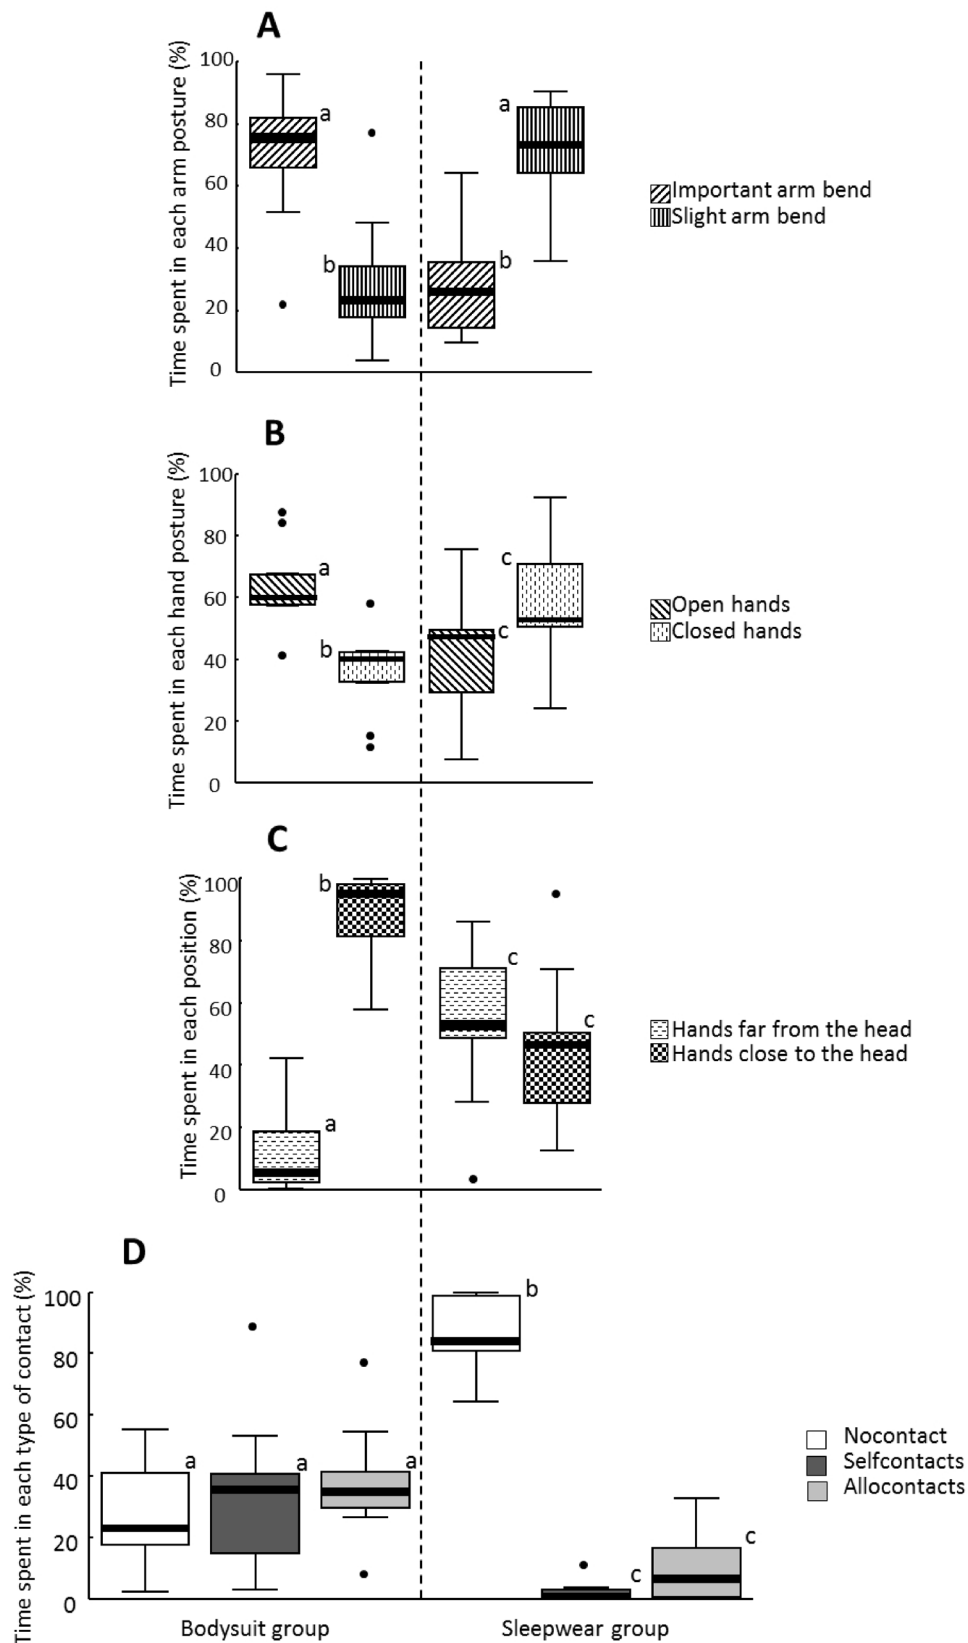 A
Time spent in each arm posture (%)
100
80
60
40
20
0
a
b
b
a
Important arm bend
Slight arm bend
B
Time spent in each hand posture (%)
100
80
60
40
20
0
a
b
c
c
Open hands
Closed hands
C
Time spent in each position (%)
100
80
60
40
20
0
a
b
c
c
Hands far from the head
Hands close to the head
D
Time spent in each type of contact (%)
100
80
60
40
20
0
a
a
a
b
c
c
Nocontact
Selfcontacts
Allocontacts
Bodysuit group
Sleepwear group